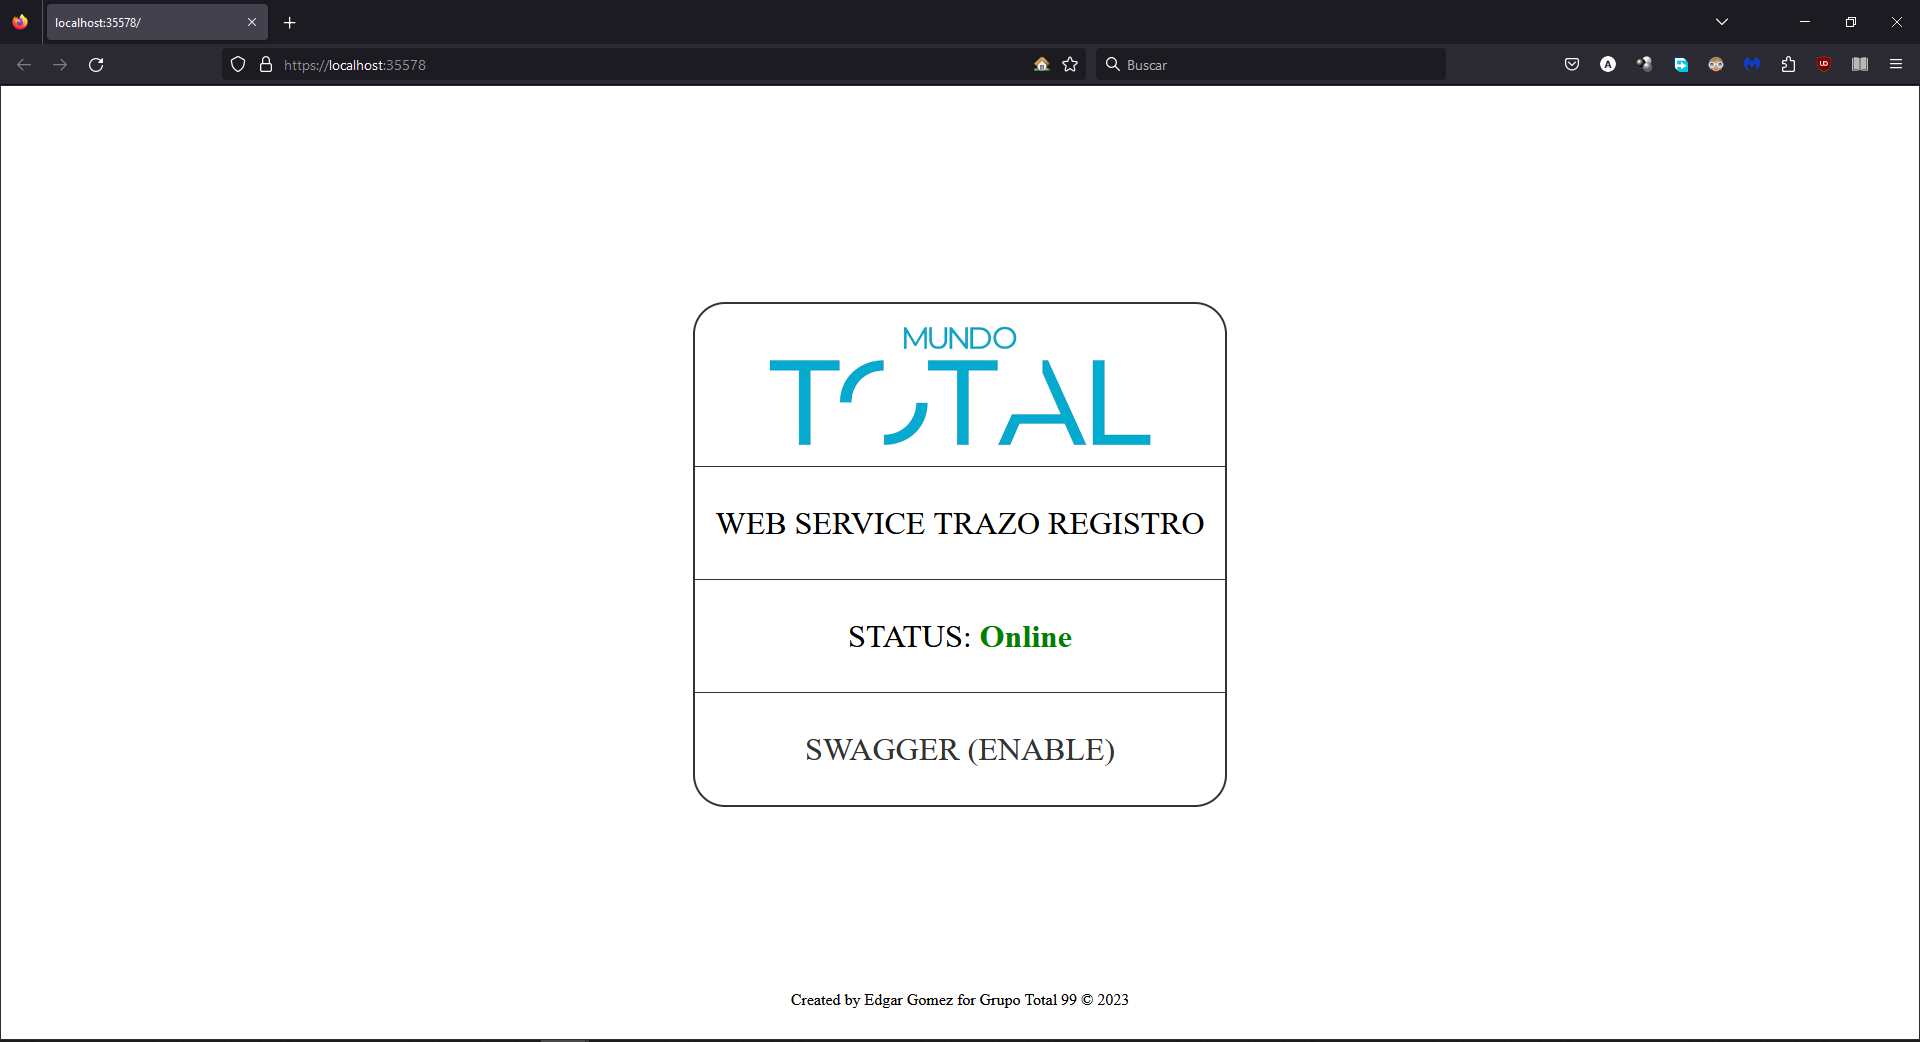 localhost:35578/
https://localhost:35578
Buscar
MUNDO
TOTAL
WEB SERVICE TRAZO REGISTRO
STATUS: Online
SWAGGER (ENABLE)
Created by Edgar Gomez for Grupo Total 99 © 2023